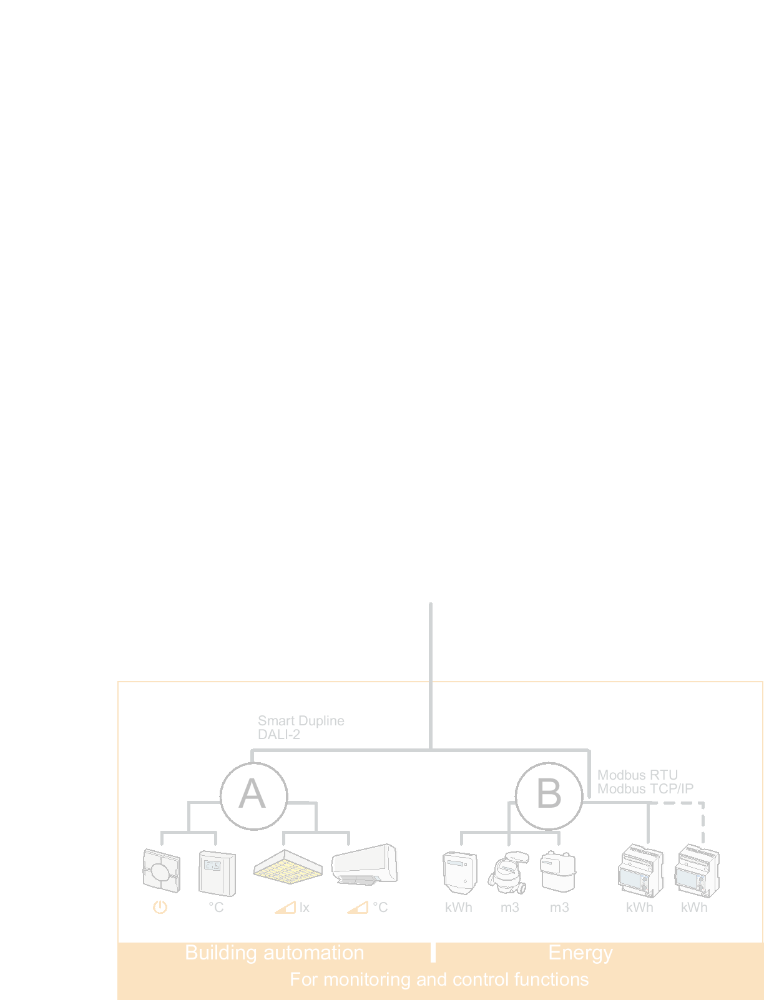 Smart Dupline
DALI-2
A
B
Modbus RTU
Modbus TCP/IP
°C
lx
°C
kWh
m3
m3
kWh
kWh
Building automation
Energy
For monitoring and control functions